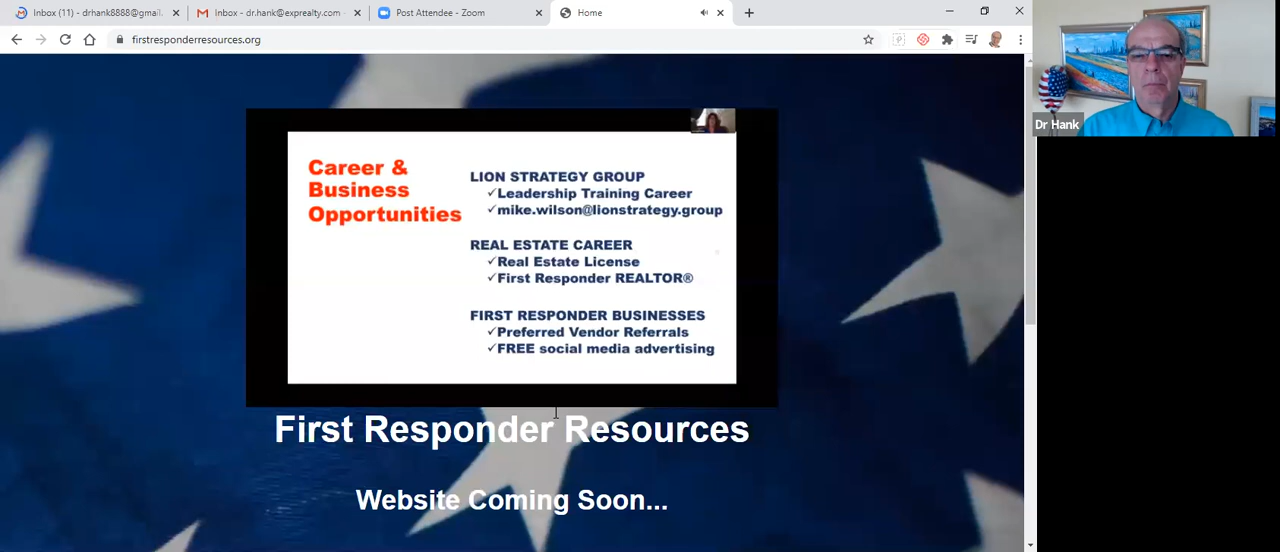 Inbox (11) - drhank8888@gmail.
Inbox - dr.hank@exprealty.com -
Post Attendee - Zoom
Home
firstresponderresources.org
Dr Hank
Career &
Business
Opportunities
LION STRATEGY GROUP
✓Leadership Training Career
✓mike.wilson@lionstrategy.group
REAL ESTATE CAREER
✓Real Estate License
✓First Responder REALTOR®
FIRST RESPONDER BUSINESSES
✓Preferred Vendor Referrals
✓FREE social media advertising
First Responder Resources
Website Coming Soon...